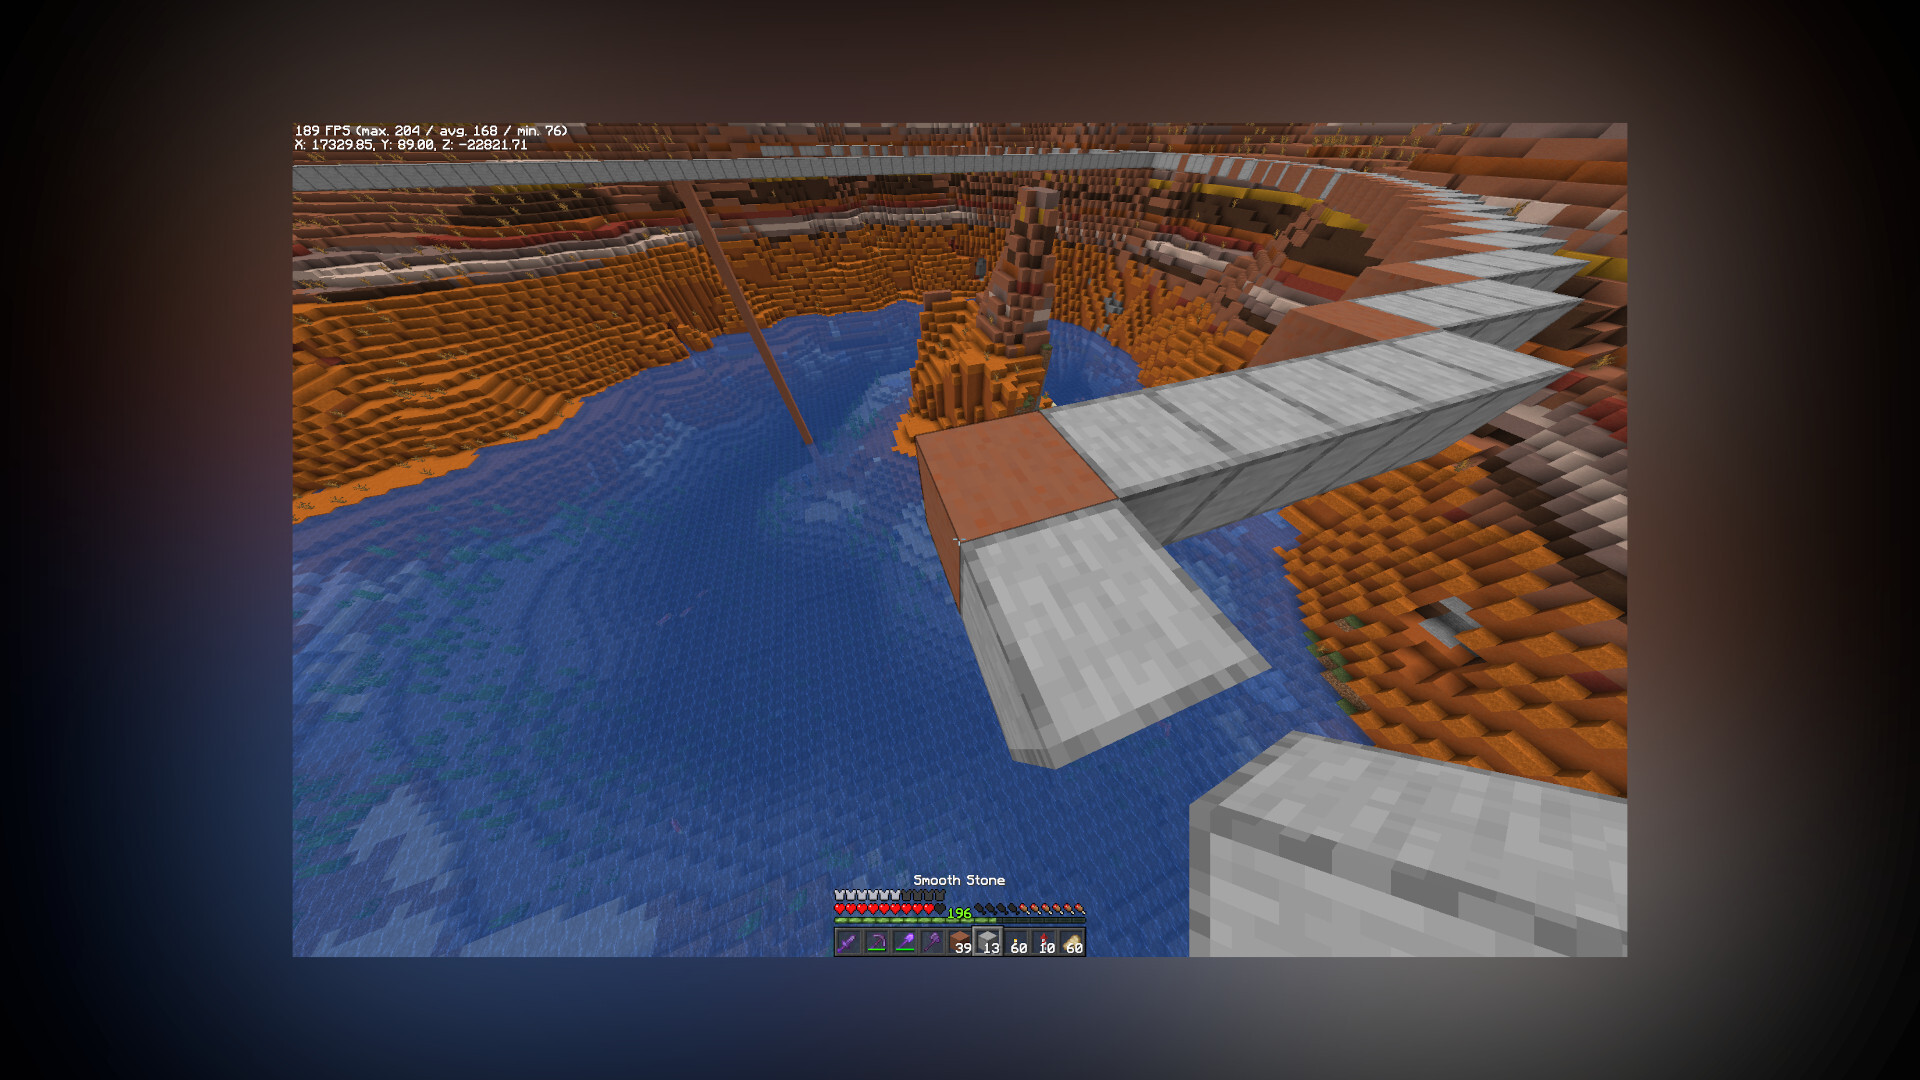 189 FPS (max. 204 / avg. 168 / min. 76)
X: 17329.85, Y: 89.00, Z: -22821.71
Smooth Stone
196
39 13 60 10 60